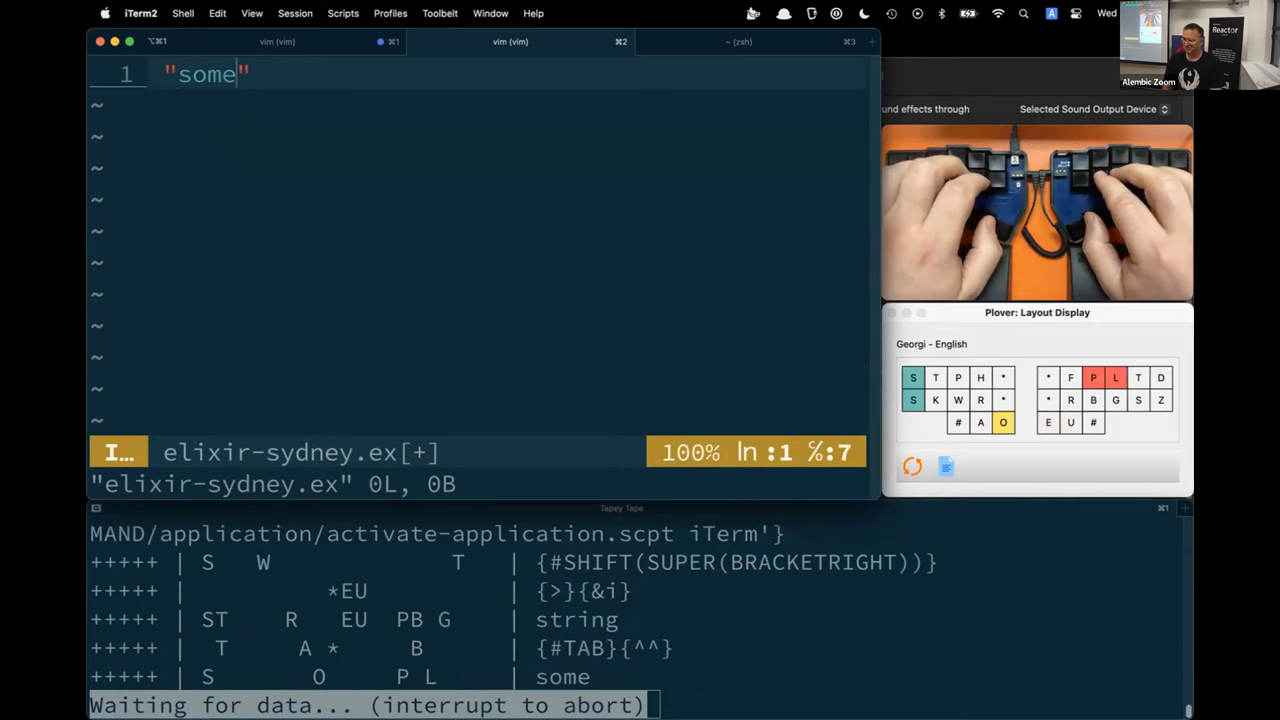 iTerm2 Shell Edit View Session Scripts Profiles Toolbelt Window Help A Wed
⌥⌘1 vim (vim) ⌘1 vim (vim) ⌘2 ~ (zsh) ⌘3 +
Reactor
Alembic Zoom
1 "some"
~
~
~
~
~
~
~
~
~
~
~
I… elixir-sydney.ex[+] 100% ln :1 ℅:7
"elixir-sydney.ex" 0L, 0B
und effects through Selected Sound Output Device
Plover: Layout Display
Georgi - English
S T P H * * F P L T D
S K W R * * R B G S Z
# A O E U #
Tapey Tape ⌘1 +
MAND/application/activate-application.scpt iTerm'}
+++++ | S W T | {#SHIFT(SUPER(BRACKETRIGHT))}
+++++ | *EU | {>}{&i}
+++++ | ST R EU PB G | string
+++++ | T A * B | {#TAB}{^^}
+++++ | S O P L | some
Waiting for data... (interrupt to abort)